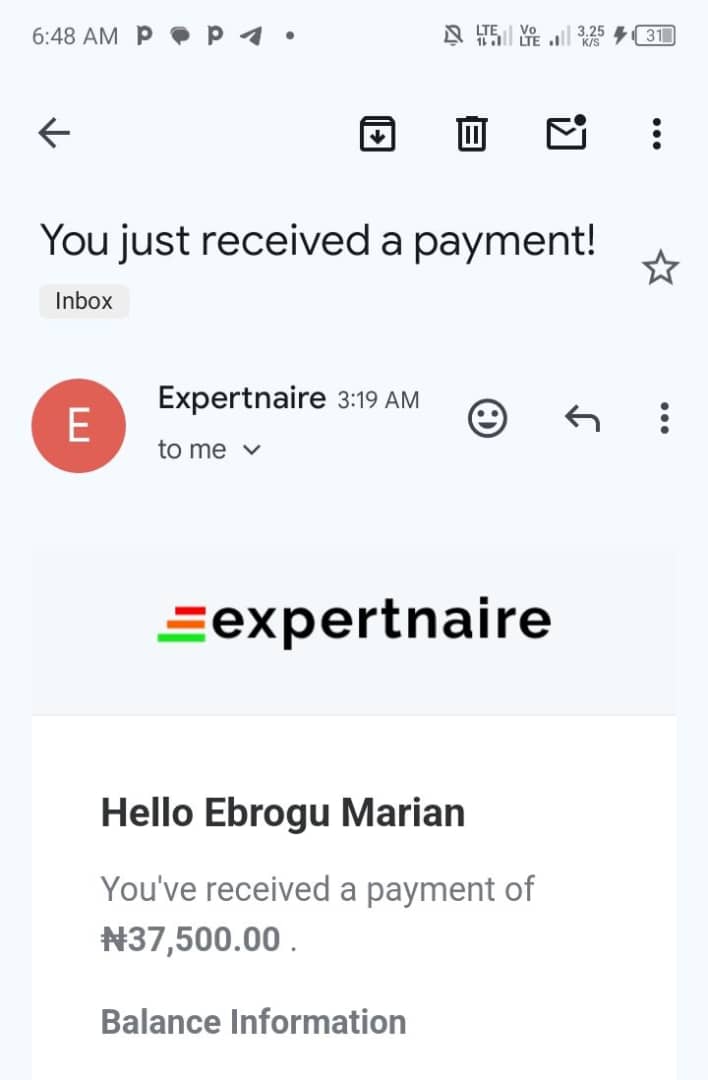 6:48 AM
LTE
Vo
LTE
3.25
K/S
31
You just received a payment!
Inbox
E
Expertnaire 3:19 AM
to me
expertnaire
Hello Ebrogu Marian
You've received a payment of
₦37,500.00 .
Balance Information